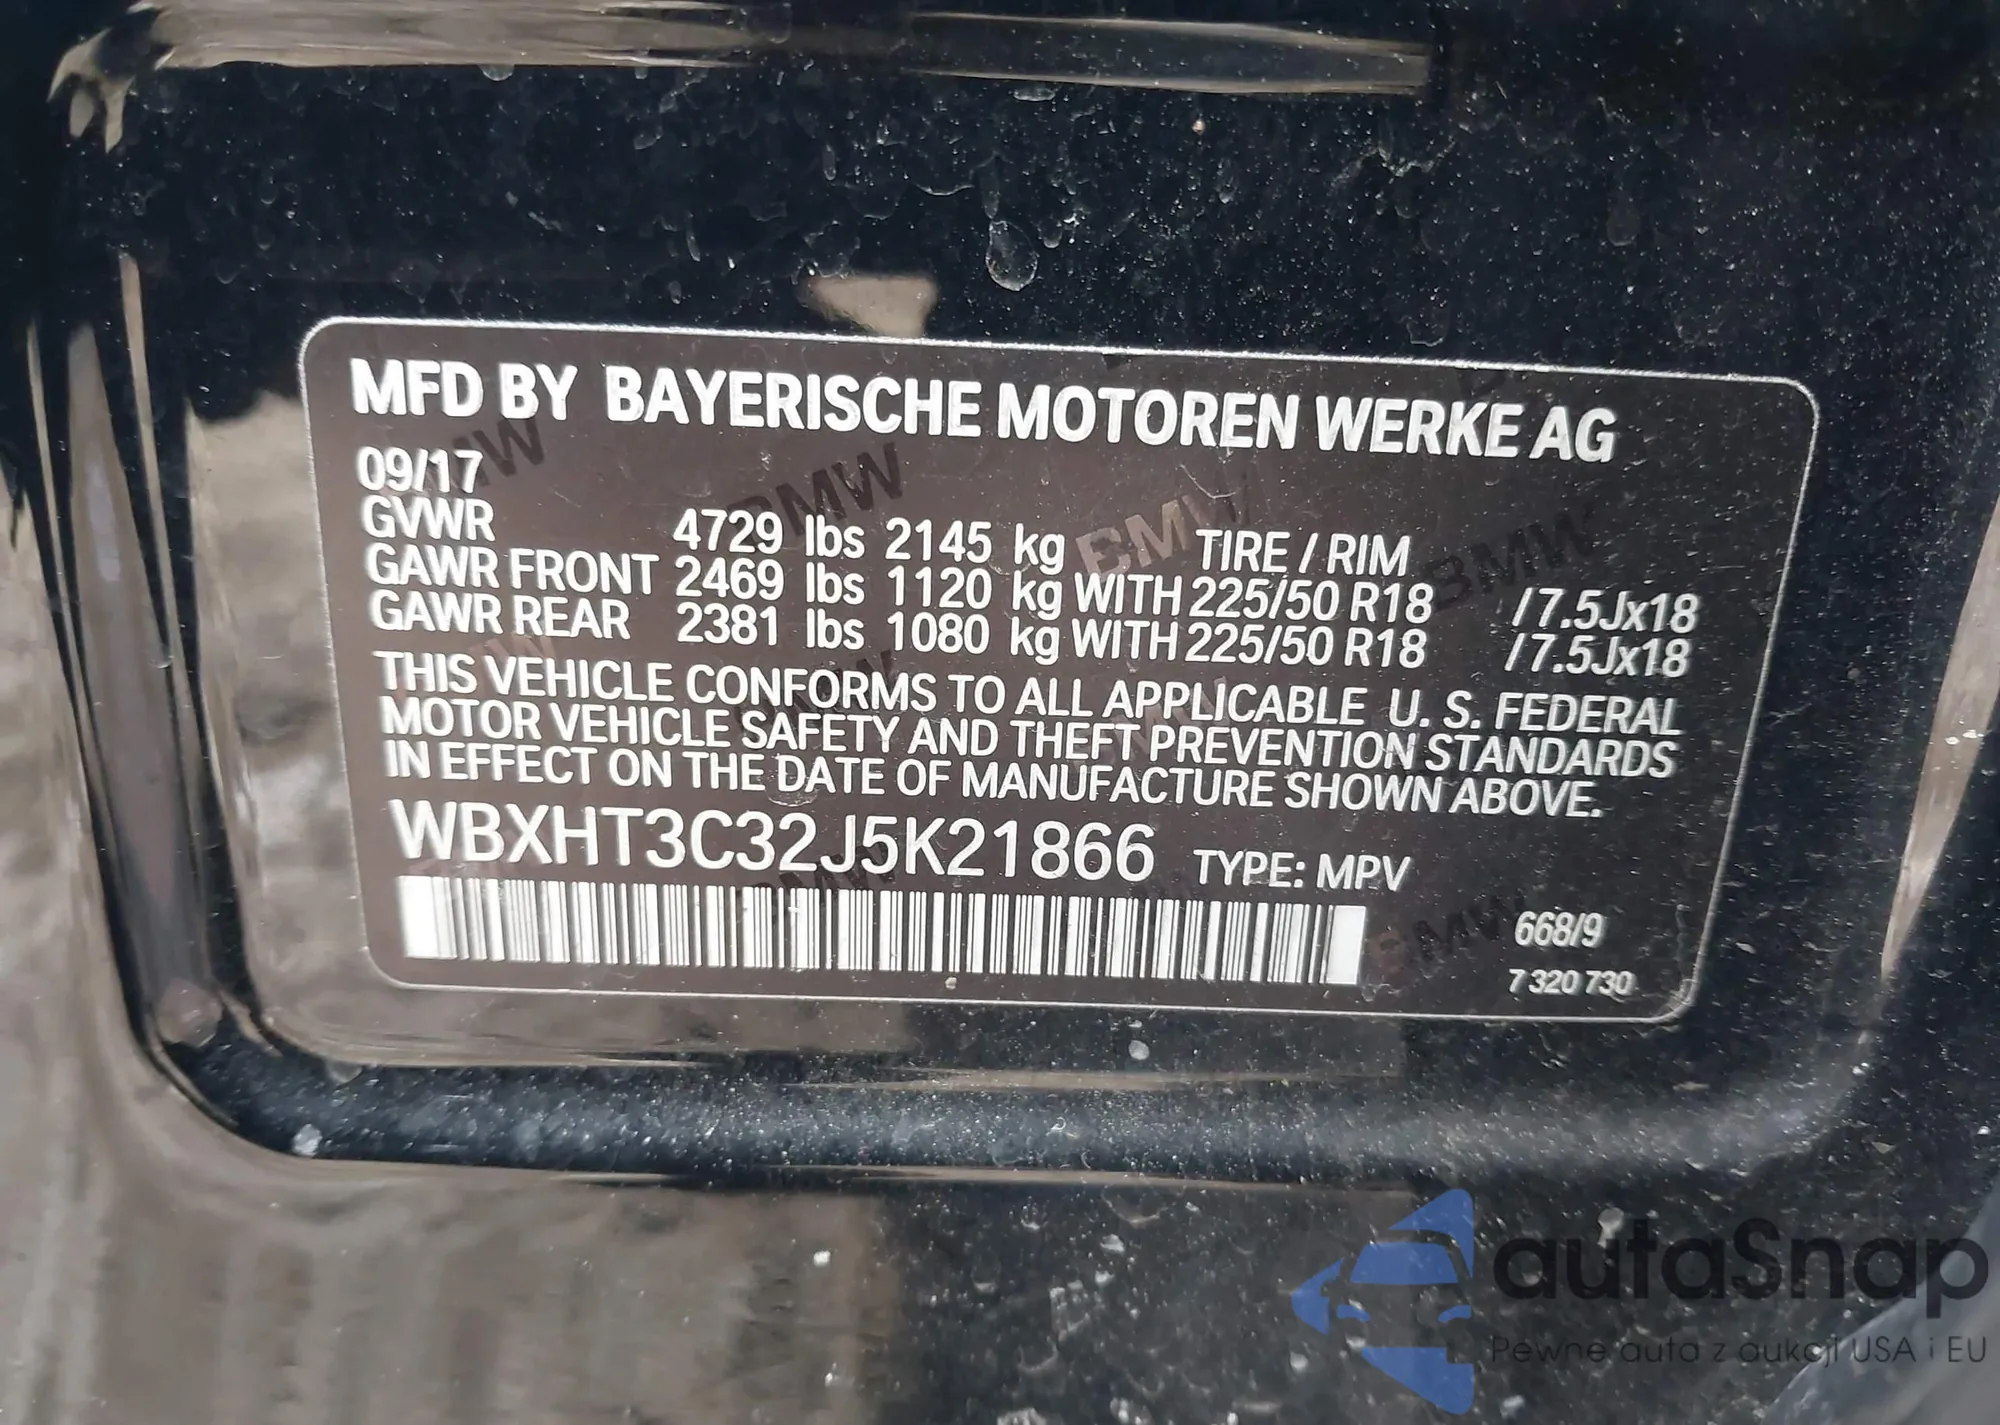 MFD BY BAYERISCHE MOTOREN WERKE AG
09/17
GVWR 4729 lbs 2145 kg TIRE / RIM
GAWR FRONT 2469 lbs 1120 kg WITH 225/50 R18 /7.5Jx18
GAWR REAR 2381 lbs 1080 kg WITH 225/50 R18 /7.5Jx18
THIS VEHICLE CONFORMS TO ALL APPLICABLE U. S. FEDERAL
MOTOR VEHICLE SAFETY AND THEFT PREVENTION STANDARDS
IN EFFECT ON THE DATE OF MANUFACTURE SHOWN ABOVE.
WBXHT3C32J5K21866 TYPE: MPV
668/9
7 320 730
autaSnap
Pewne auta z aukcji USA i EU